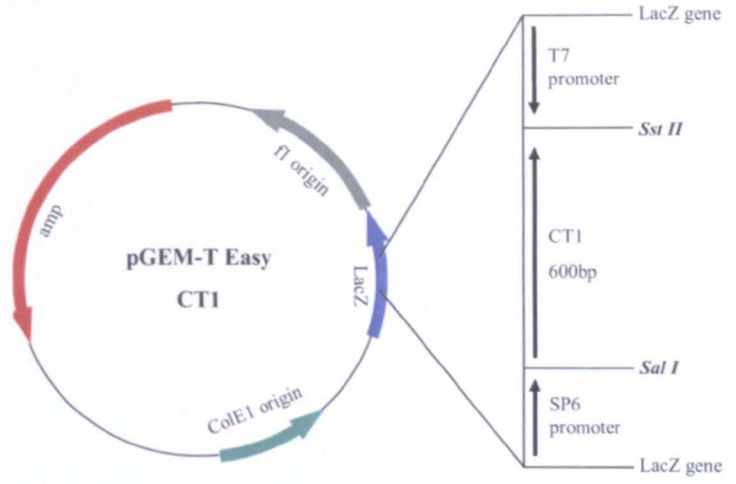 LacZ gene
T7
promoter
Sst II
f1 origin
amp
CT1
600bp
pGEM-T Easy
CT1
LacZ
Sal I
ColE1 origin
SP6
promoter
LacZ gene